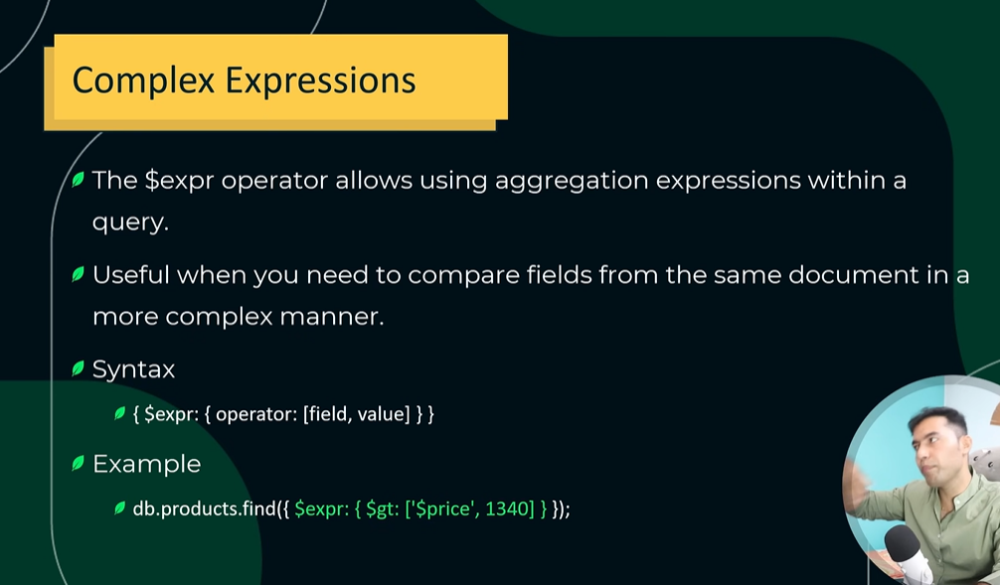 Complex Expressions
The $expr operator allows using aggregation expressions within a
query.
Useful when you need to compare fields from the same document in a
more complex manner.
Syntax
{ $expr: { operator: [field, value] } }
Example
db.products.find({ $expr: { $gt: ['$price', 1340] } });